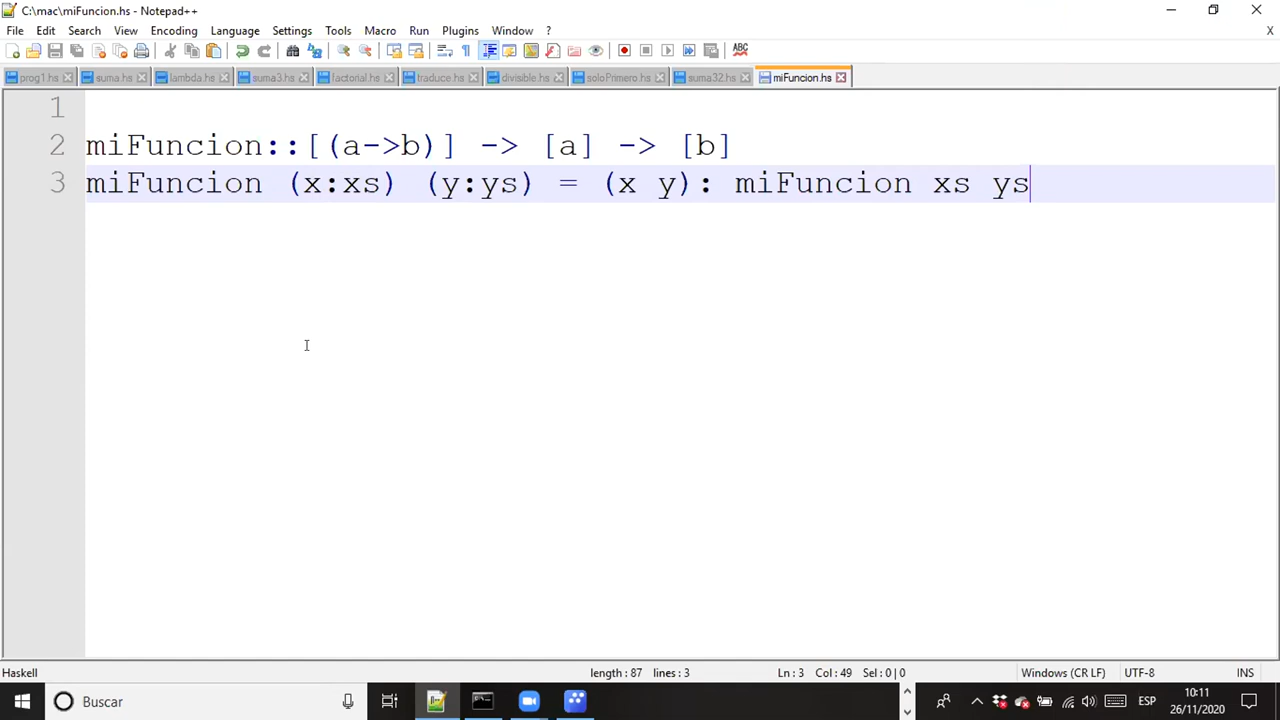 C:\mac\miFuncion.hs - Notepad++
File Edit Search View Encoding Language Settings Tools Macro Run Plugins Window ? X
prog1.hs suma.hs lambda.hs suma3.hs factorial.hs traduce.hs divisible.hs soloPrimero.hs suma32.hs miFuncion.hs
1
2 miFuncion::[(a->b)] -> [a] -> [b]
3 miFuncion (x:xs) (y:ys) = (x y): miFuncion xs ys
Haskell length : 87 lines : 3 Ln : 3 Col : 49 Sel : 0 | 0 Windows (CR LF) UTF-8 INS
Buscar ESP 10:11
26/11/2020